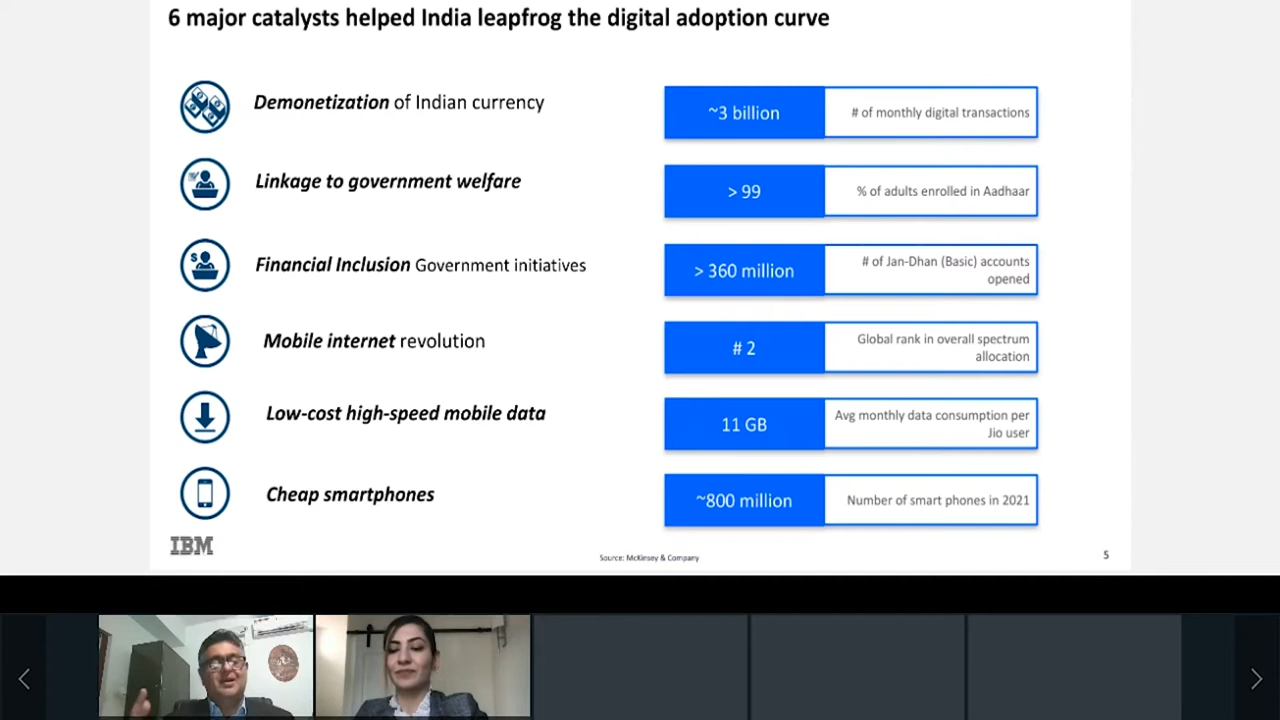 6 major catalysts helped India leapfrog the digital adoption curve
Demonetization of Indian currency
~3 billion
# of monthly digital transactions
Linkage to government welfare
> 99
% of adults enrolled in Aadhaar
Financial Inclusion Government initiatives
> 360 million
# of Jan-Dhan (Basic) accounts
opened
Mobile internet revolution
# 2
Global rank in overall spectrum
allocation
Low-cost high-speed mobile data
11 GB
Avg monthly data consumption per
Jio user
Cheap smartphones
~800 million
Number of smart phones in 2021
IBM
Source: McKinsey & Company
5